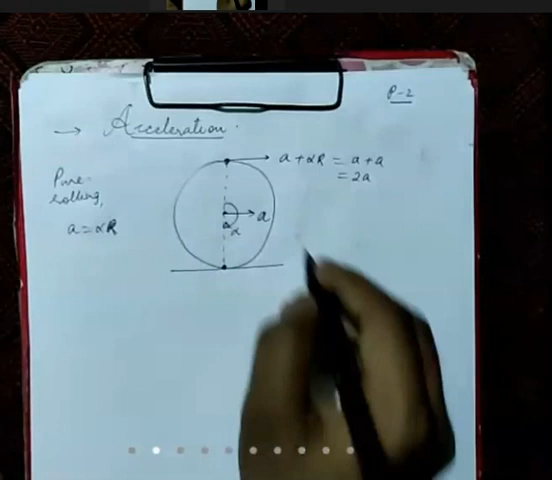 P-2
→ Acceleration.
a + αR = a + a
= 2a
Pure
rolling,
a = αR
a
α